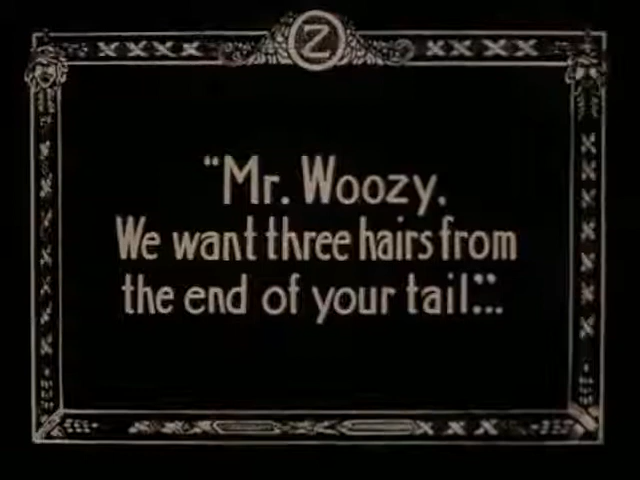 Z
"Mr. Woozy.
We want three hairs from
the end of your tail."..